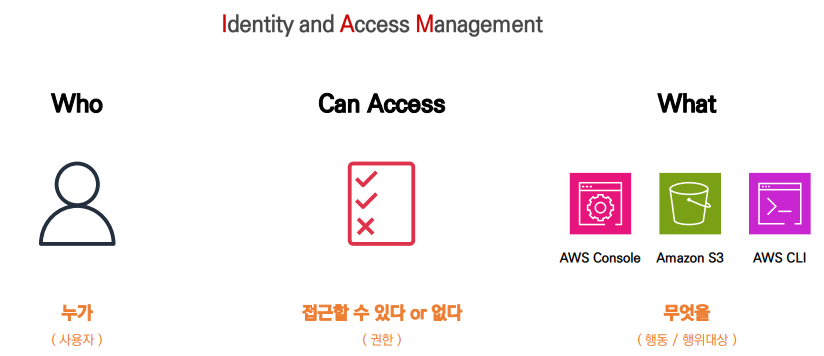 Identity and Access Management
Who
Can Access
What
AWS Console
Amazon S3
AWS CLI
누가
접근할 수 있다 or 없다
무엇을
( 사용자 )
( 권한 )
( 행동 / 행위대상 )